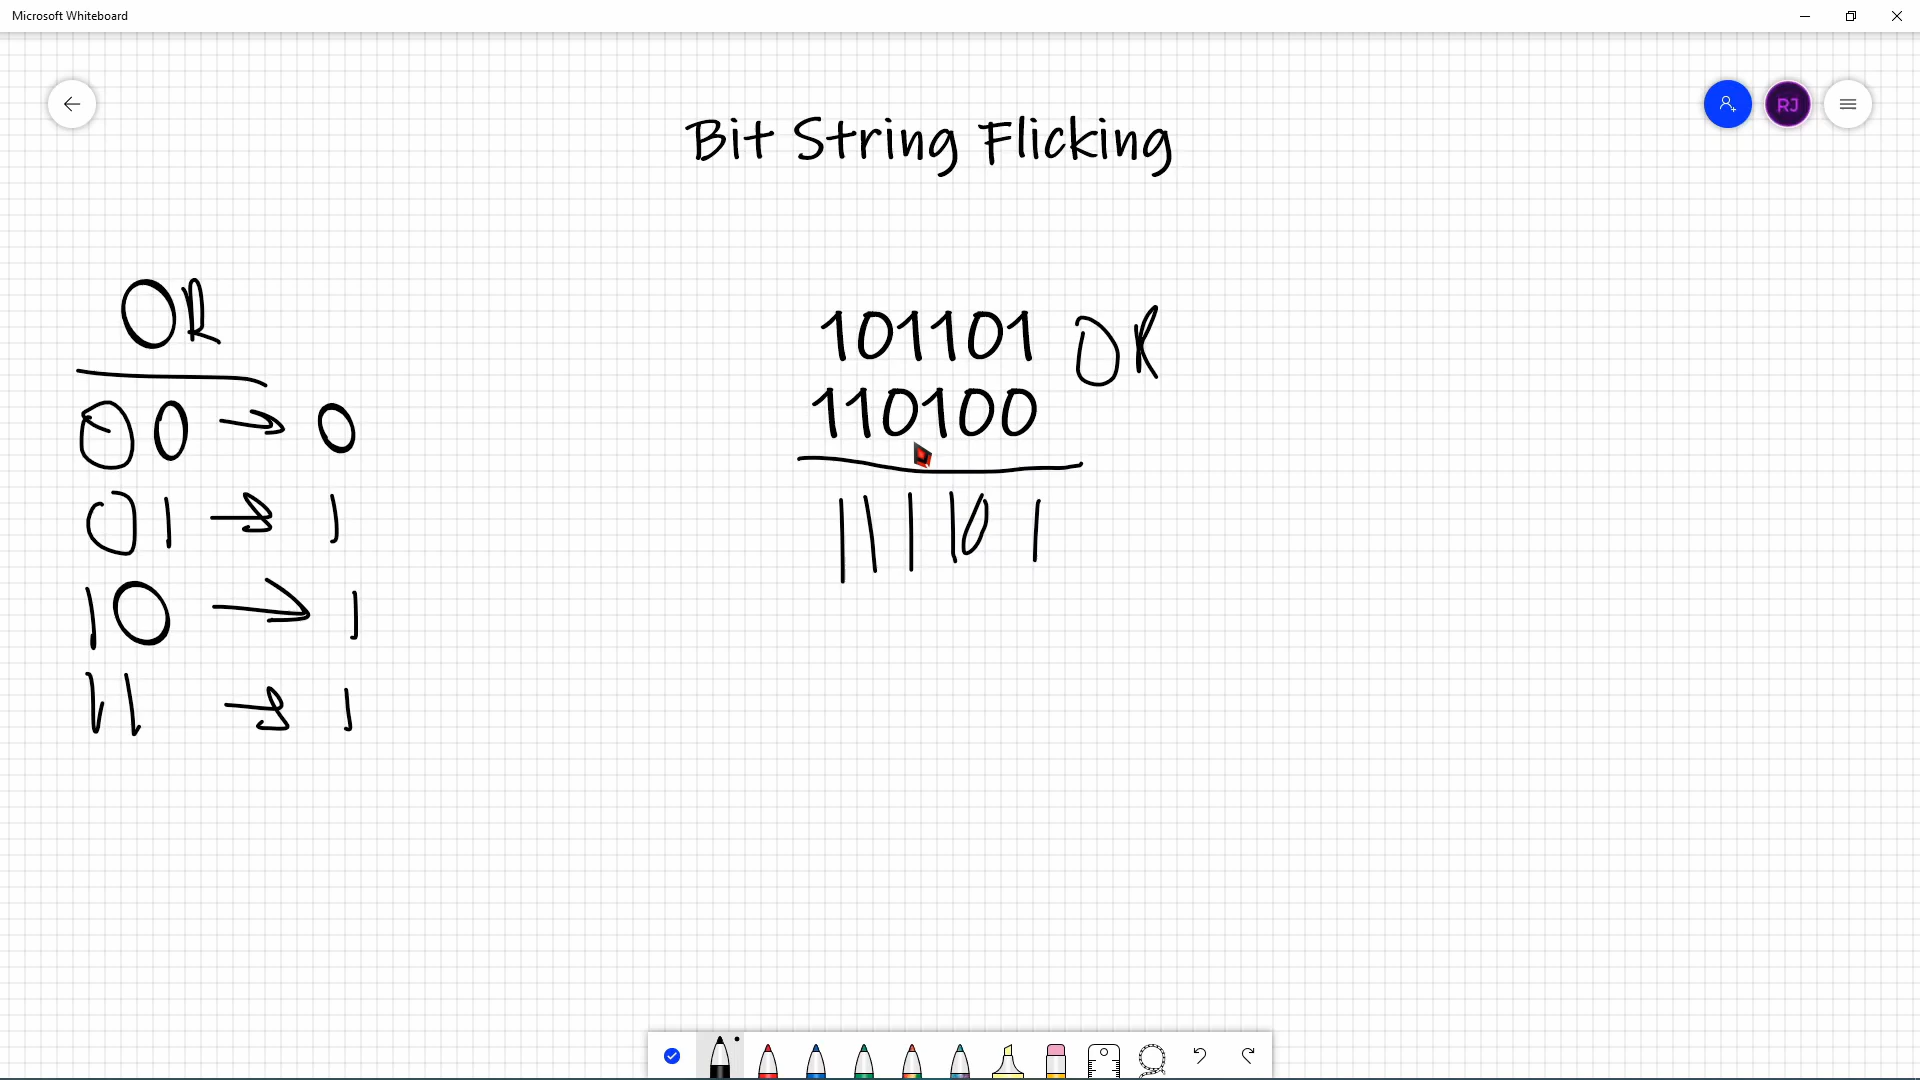 Microsoft Whiteboard
RJ
Bit String Flicking
OR
00 → 0
01 → 1
10 → 1
11 → 1
101101 OR
110100
111101